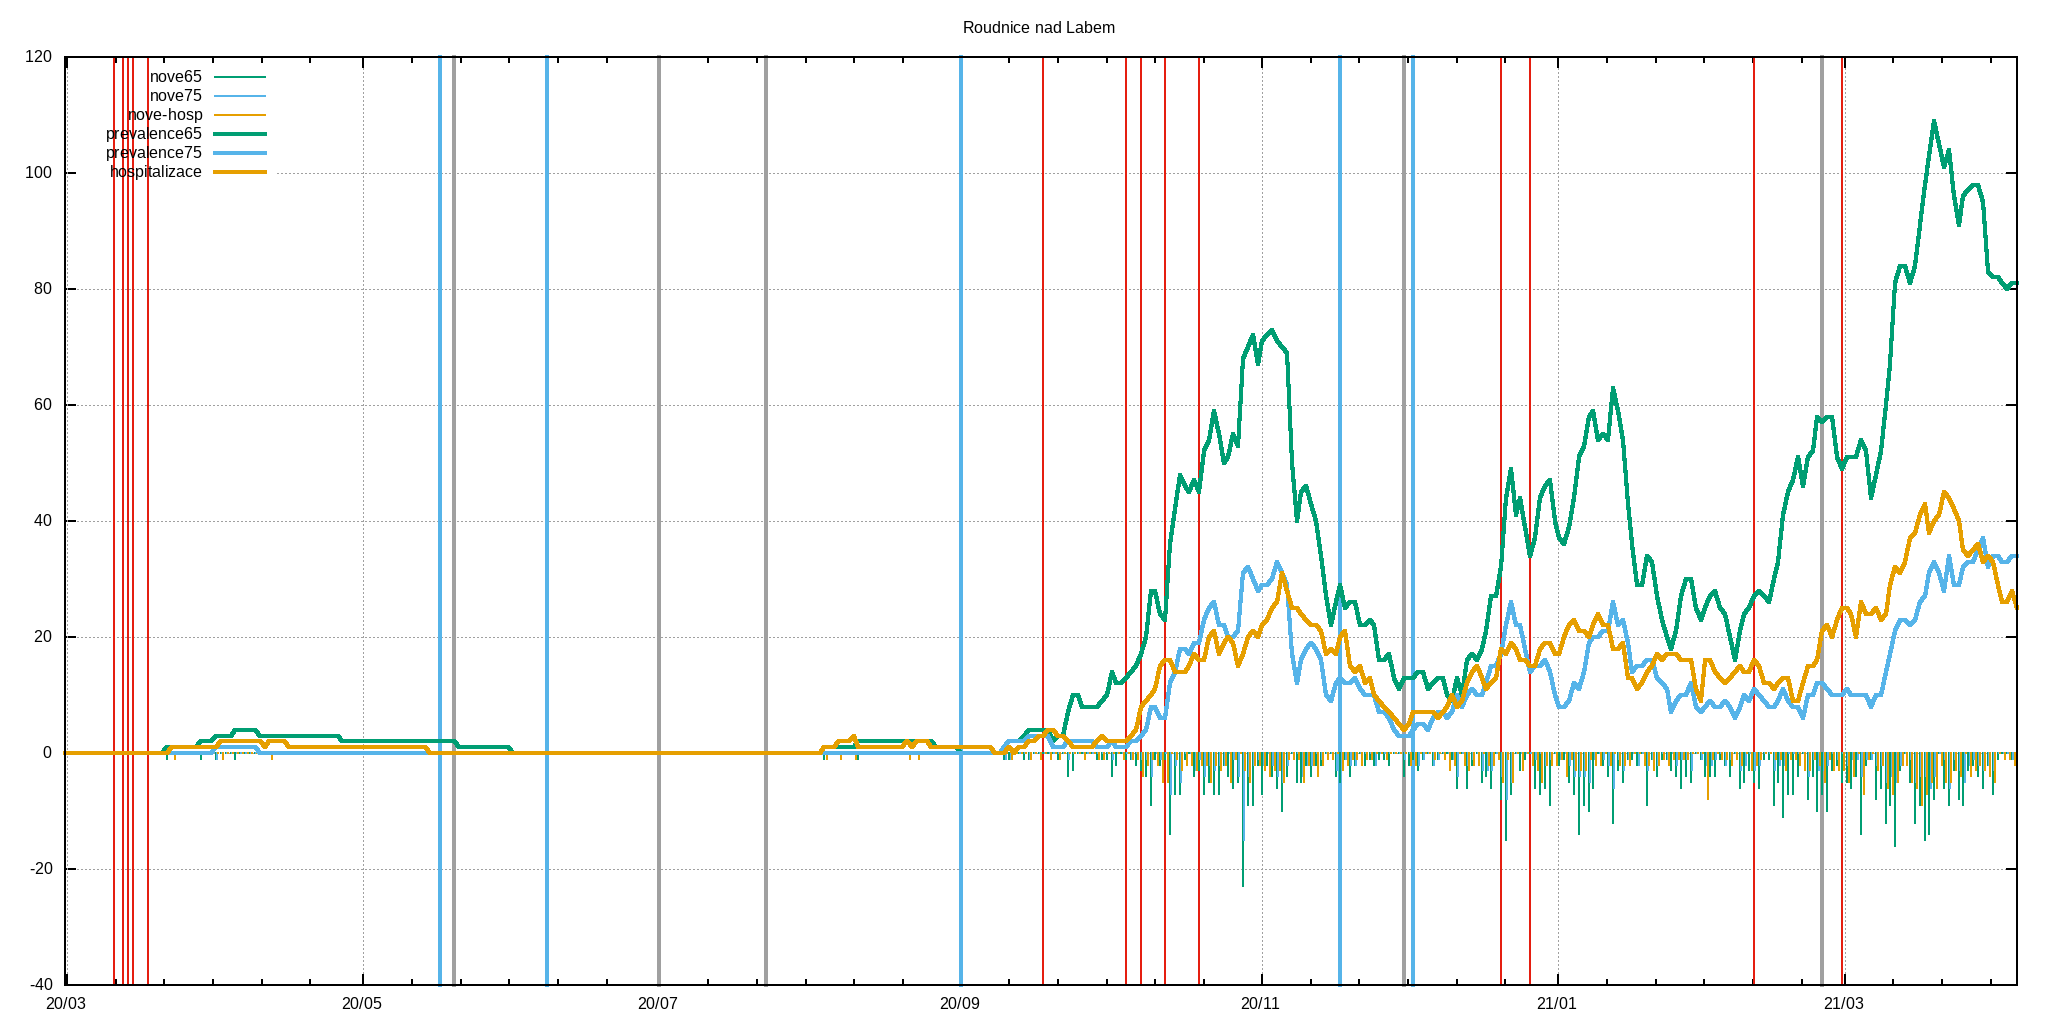 Roudnice nad Labem
120
nove65
nove75
nove-hosp
prevalence65
prevalence75
hospitalizace
100
80
60
40
20
0
-20
-40
20/03 20/05 20/07 20/09 20/11 21/01 21/03